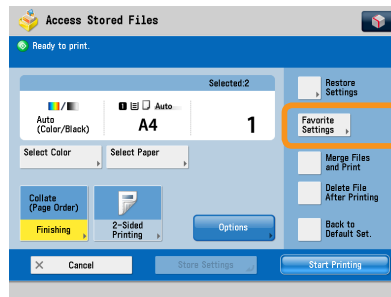 Access Stored Files
Ready to print.
Selected:2
Auto
(Color/Black)
Auto
A4
1
Select Color
Select Paper
Collate
(Page Order)
Finishing
2-Sided
Printing
Options
Restore
Settings
Favorite
Settings
Merge Files
and Print
Delete File
After Printing
Back to
Default Set.
Cancel
Store Settings
Start Printing